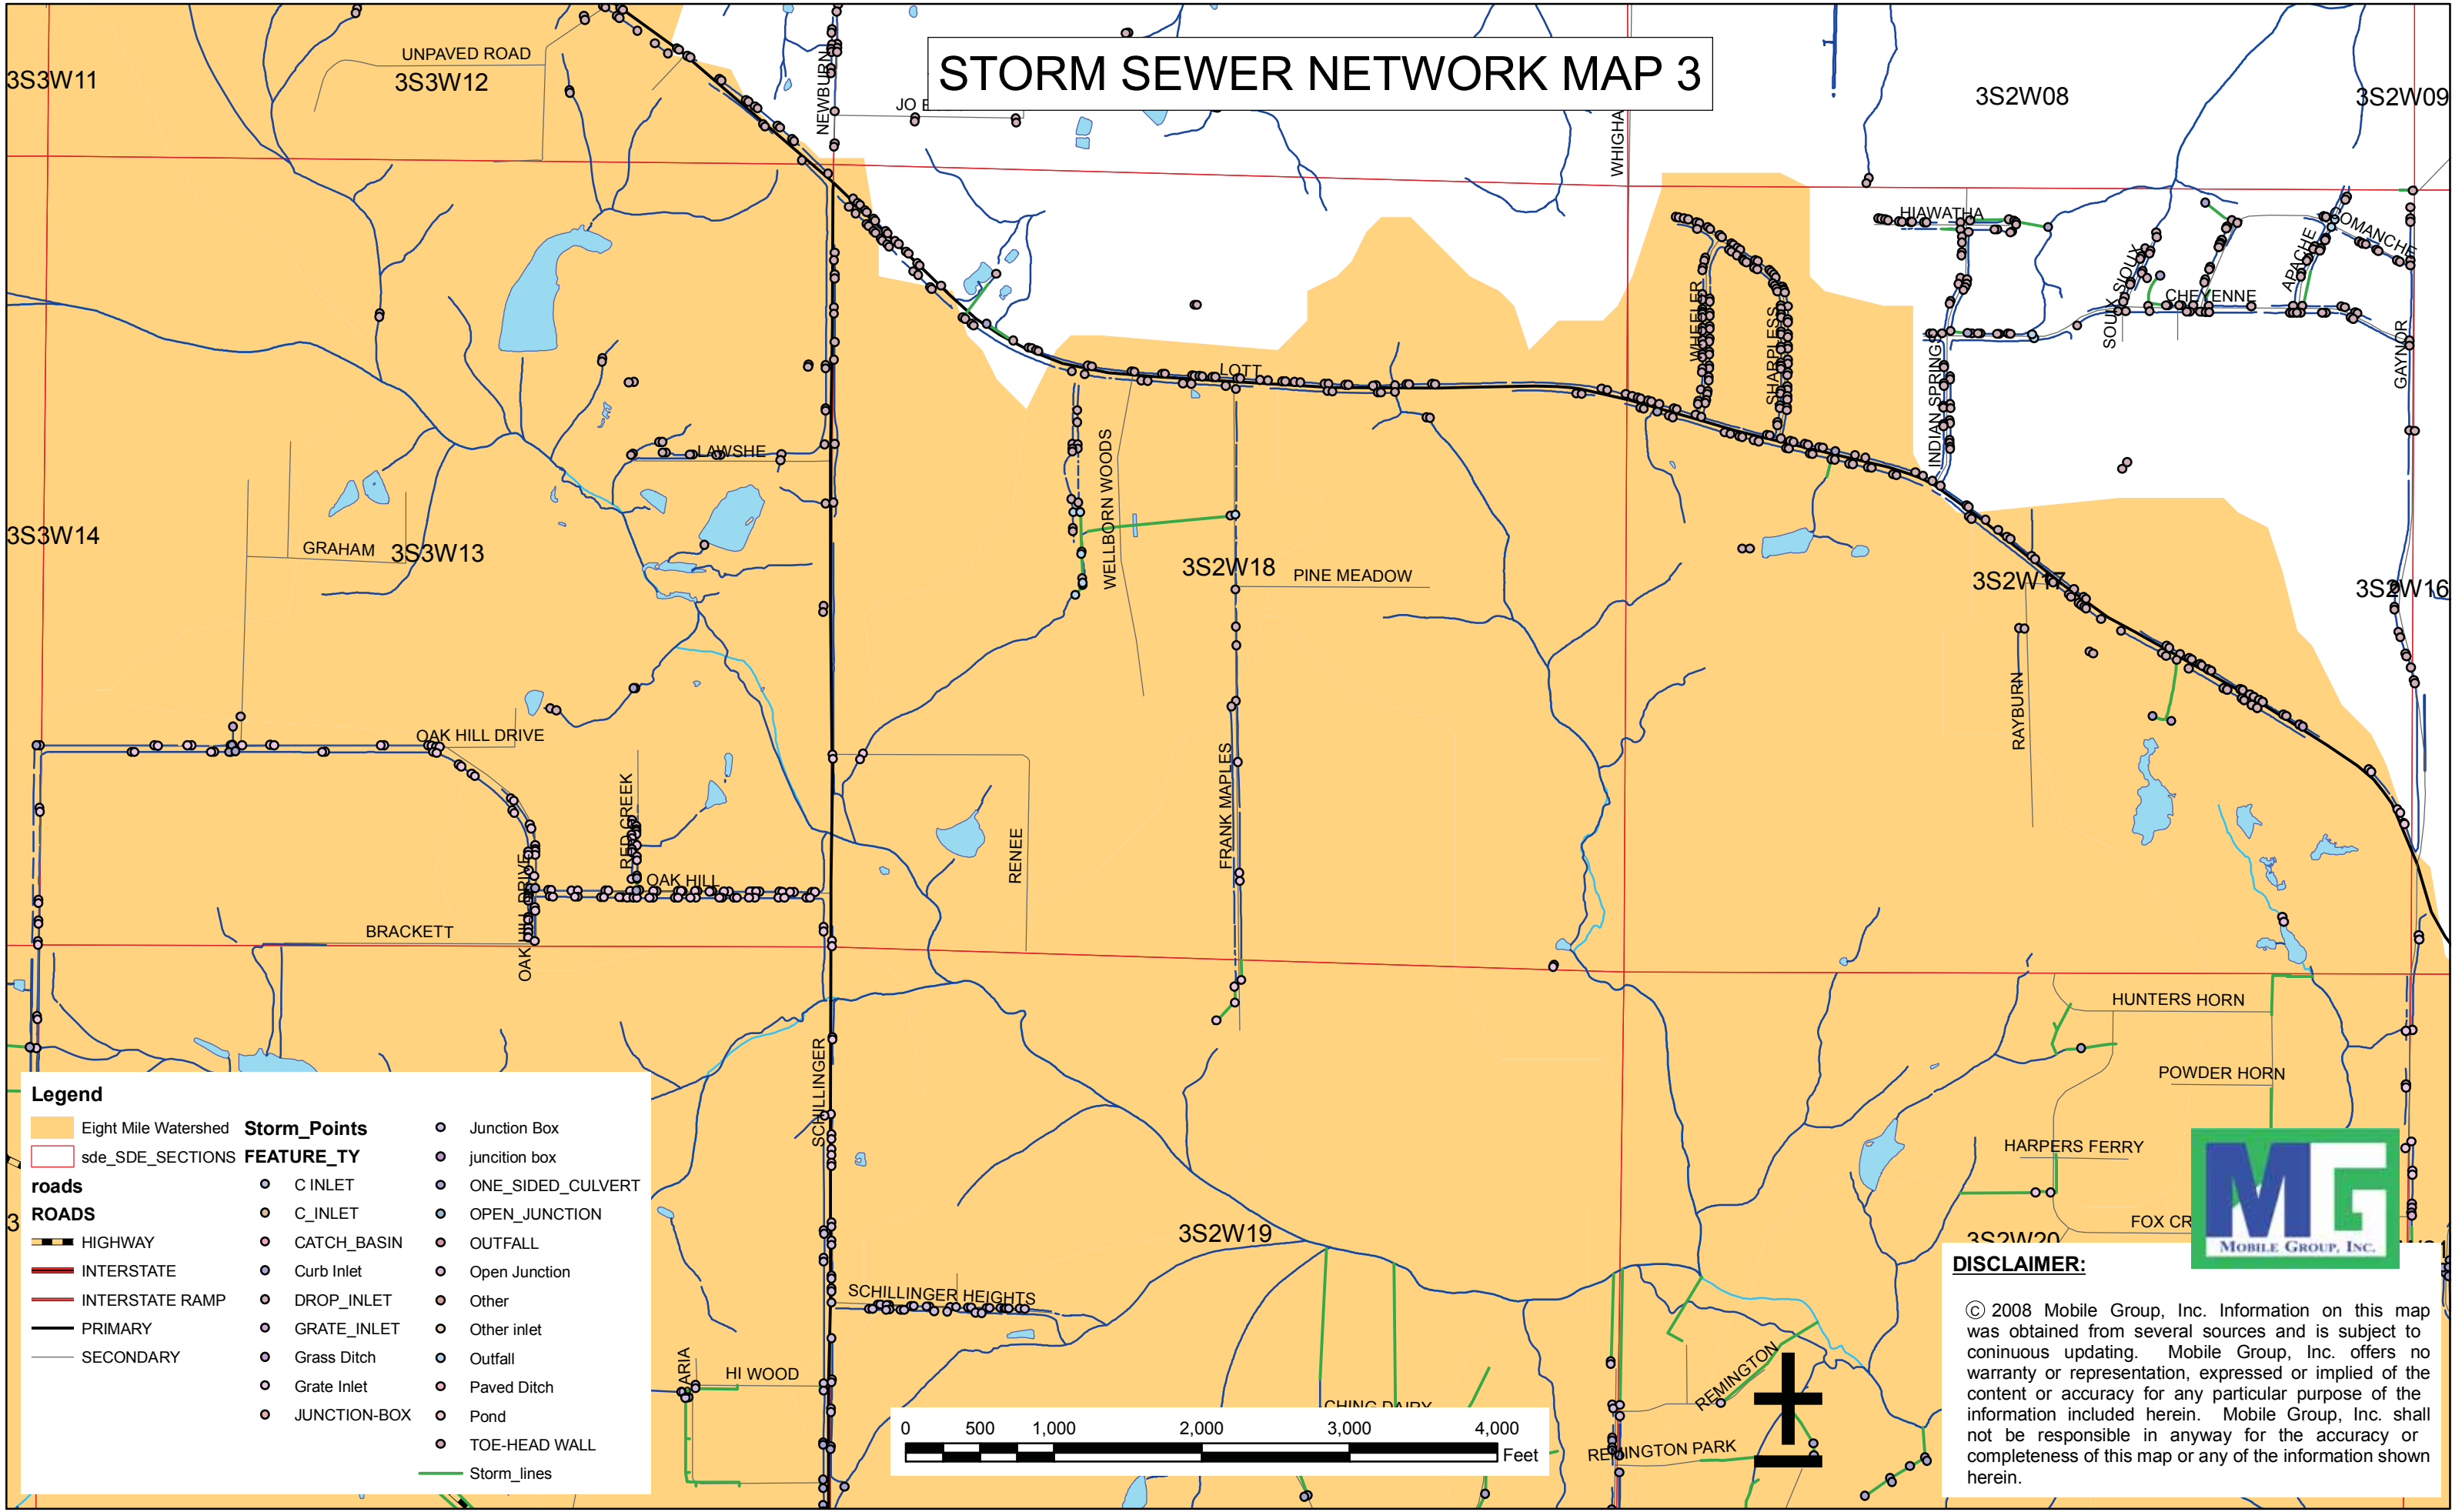 STORM SEWER NETWORK MAP 3
UNPAVED ROAD
3S3W11
3S3W12
NEWBURN
JO
3S2W08
3S2W09
HIAWATHA
COMANCHE
SIOUX
APACHE
CHEYENNE
WHEELER
SHARPLESS
INDIAN SPRINGS
GAYNOR
LOTT
LAWSHE
WELLBORN WOODS
3S3W14
GRAHAM
3S3W13
3S2W18
PINE MEADOW
3S2W17
3S2W16
RAYBURN
OAK HILL DRIVE
FRANK MAPLES
RED CREEK
RENEE
OAK HILL
OAK HILL DRIVE
BRACKETT
HUNTERS HORN
SCHILLINGER
POWDER HORN
HARPERS FERRY
FOX CR
3S2W19
3S2W20
SCHILLINGER HEIGHTS
ARIA
HI WOOD
REMINGTON
REMINGTON PARK
Legend
Eight Mile Watershed
sde_SDE_SECTIONS
roads
ROADS
HIGHWAY
INTERSTATE
INTERSTATE RAMP
PRIMARY
SECONDARY
Storm_Points
FEATURE_TY
C INLET
C_INLET
CATCH_BASIN
Curb Inlet
DROP_INLET
GRATE_INLET
Grass Ditch
Grate Inlet
JUNCTION-BOX
Junction Box
juncition box
ONE_SIDED_CULVERT
OPEN_JUNCTION
OUTFALL
Open Junction
Other
Other inlet
Outfall
Paved Ditch
Pond
TOE-HEAD WALL
Storm_lines
0 500 1,000 2,000 3,000 4,000
Feet
MG
MOBILE GROUP, INC.
DISCLAIMER:
© 2008 Mobile Group, Inc. Information on this map
was obtained from several sources and is subject to
coninuous updating. Mobile Group, Inc. offers no
warranty or representation, expressed or implied of the
content or accuracy for any particular purpose of the
information included herein. Mobile Group, Inc. shall
not be responsible in anyway for the accuracy or
completeness of this map or any of the information shown
herein.